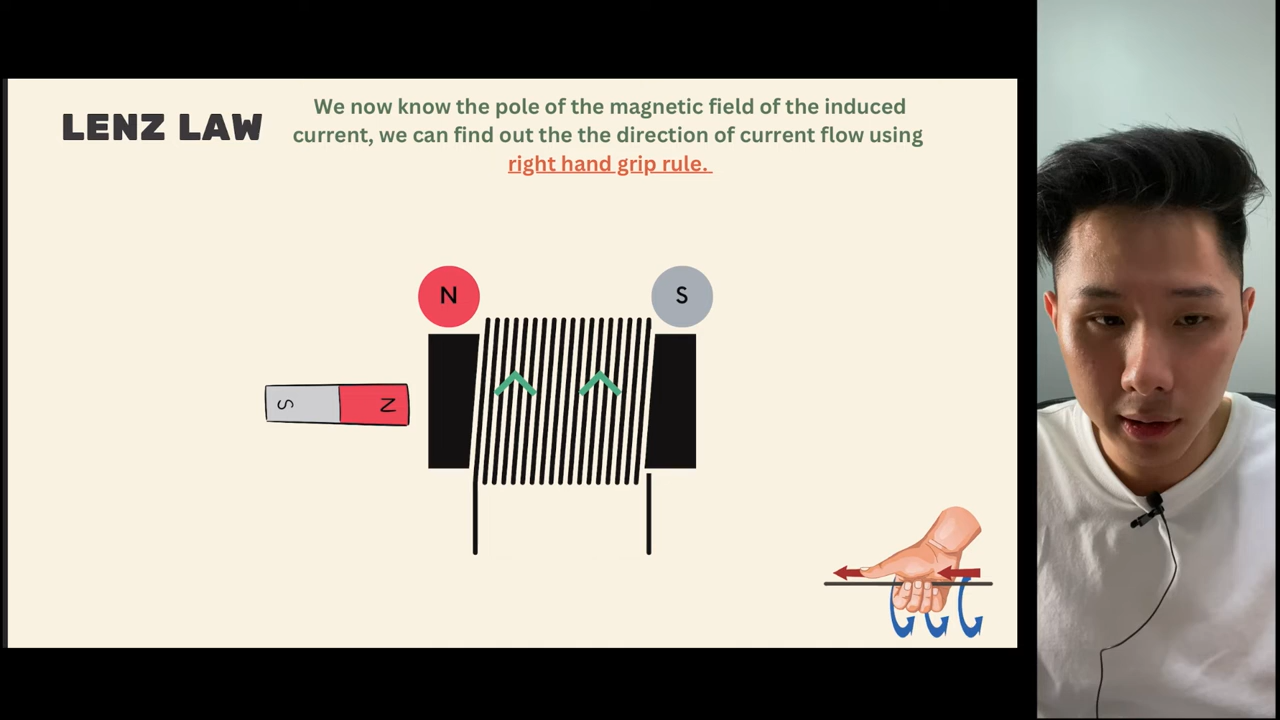 LENZ LAW
We now know the pole of the magnetic field of the induced
current, we can find out the the direction of current flow using
right hand grip rule.
N
S
S
N